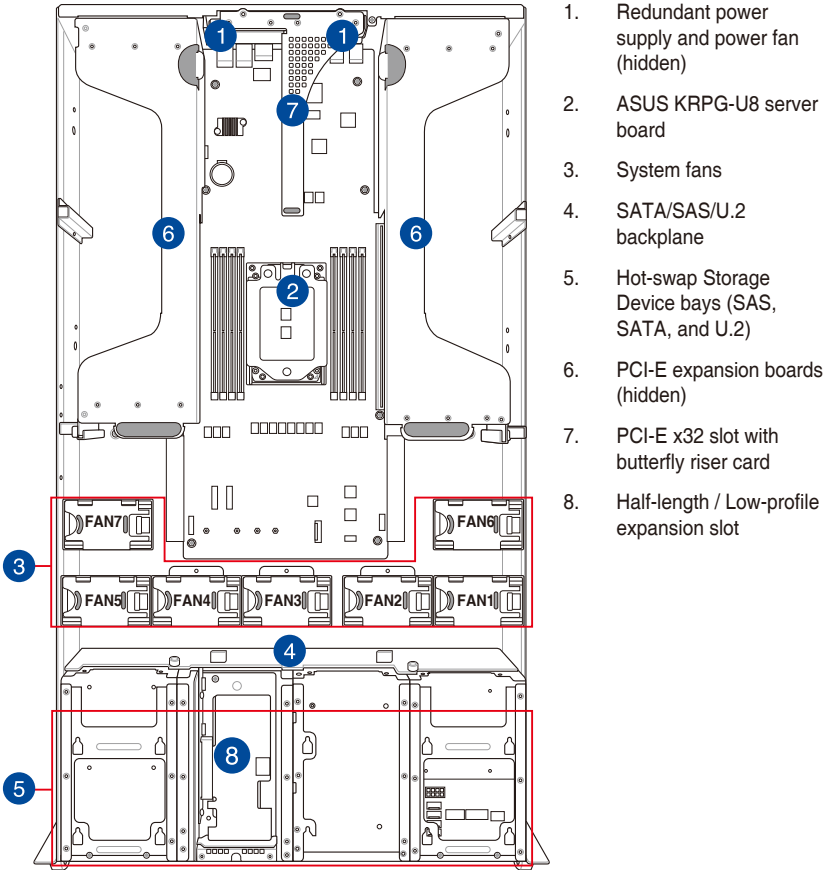 1
1
7
6
6
2
FAN7
FAN6
3
FAN5
FAN4
FAN3
FAN2
FAN1
4
8
5
1. Redundant power
supply and power fan
(hidden)
2. ASUS KRPG-U8 server
board
3. System fans
4. SATA/SAS/U.2
backplane
5. Hot-swap Storage
Device bays (SAS,
SATA, and U.2)
6. PCI-E expansion boards
(hidden)
7. PCI-E x32 slot with
butterfly riser card
8. Half-length / Low-profile
expansion slot